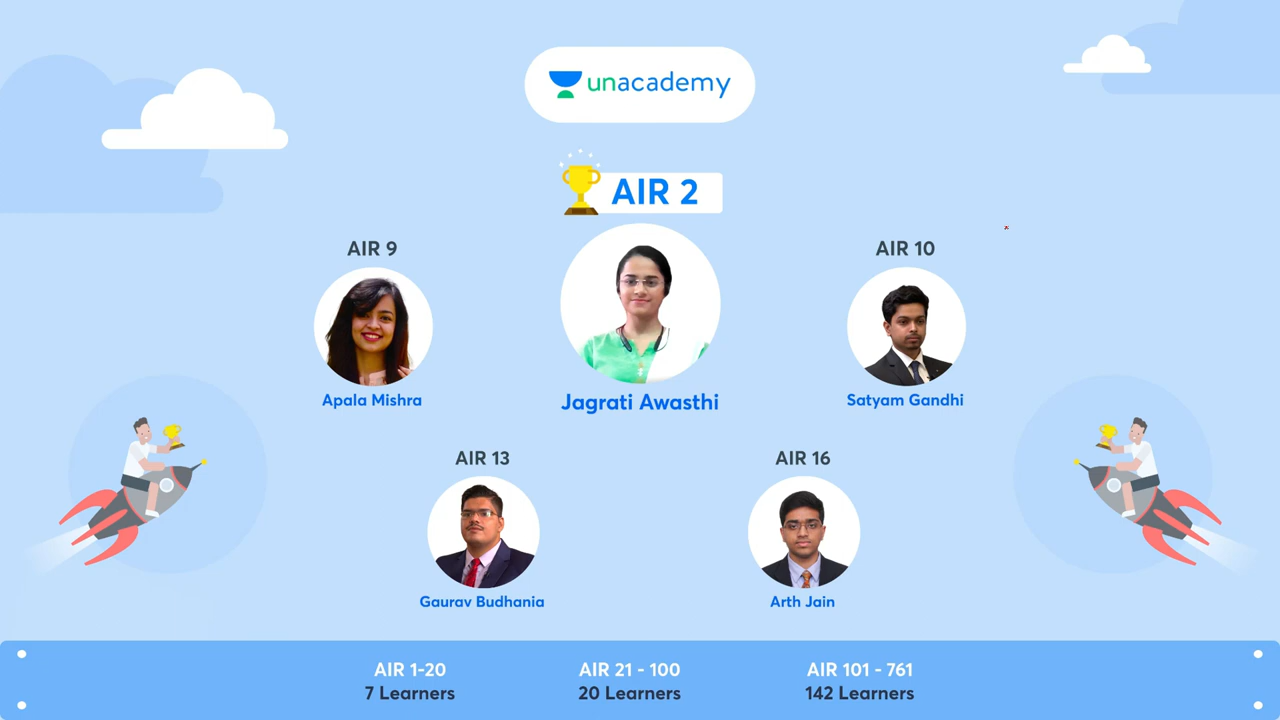 unacademy
AIR 2
AIR 9
AIR 10
Apala Mishra
Jagrati Awasthi
Satyam Gandhi
AIR 13
AIR 16
Gaurav Budhania
Arth Jain
AIR 1-20
AIR 21 - 100
AIR 101 - 761
7 Learners
20 Learners
142 Learners